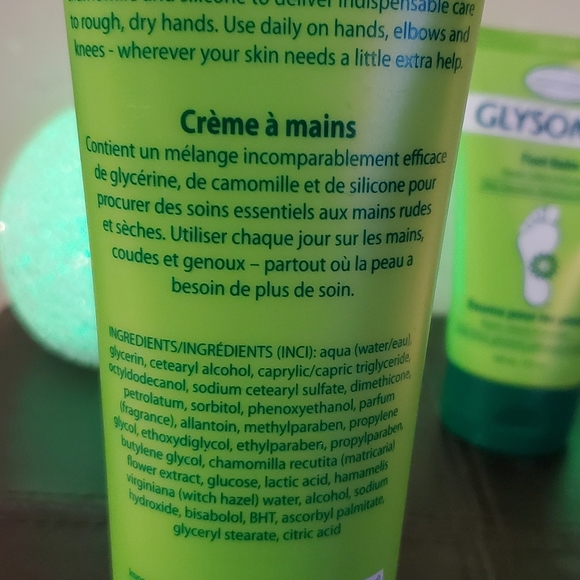 and silicone to deliver indispensable care
to rough, dry hands. Use daily on hands, elbows and
knees - wherever your skin needs a little extra help.
Crème à mains
Contient un mélange incomparablement efficace
de glycérine, de camomille et de silicone pour
procurer des soins essentiels aux mains rudes
et sèches. Utiliser chaque jour sur les mains,
coudes et genoux – partout où la peau a
besoin de plus de soin.
INGREDIENTS/INGRÉDIENTS (INCI): aqua (water/eau),
glycerin, cetearyl alcohol, caprylic/capric triglyceride,
octyldodecanol, sodium cetearyl sulfate, dimethicone,
petrolatum, sorbitol, phenoxyethanol, parfum
(fragrance), allantoin, methylparaben, propylene
glycol, ethoxydiglycol, ethylparaben, propylparaben,
butylene glycol, chamomilla recutita (matricaria)
flower extract, glucose, lactic acid, hamamelis
virginiana (witch hazel) water, alcohol, sodium
hydroxide, bisabolol, BHT, ascorbyl palmitate,
glyceryl stearate, citric acid
GLYSOM
Foot Balm